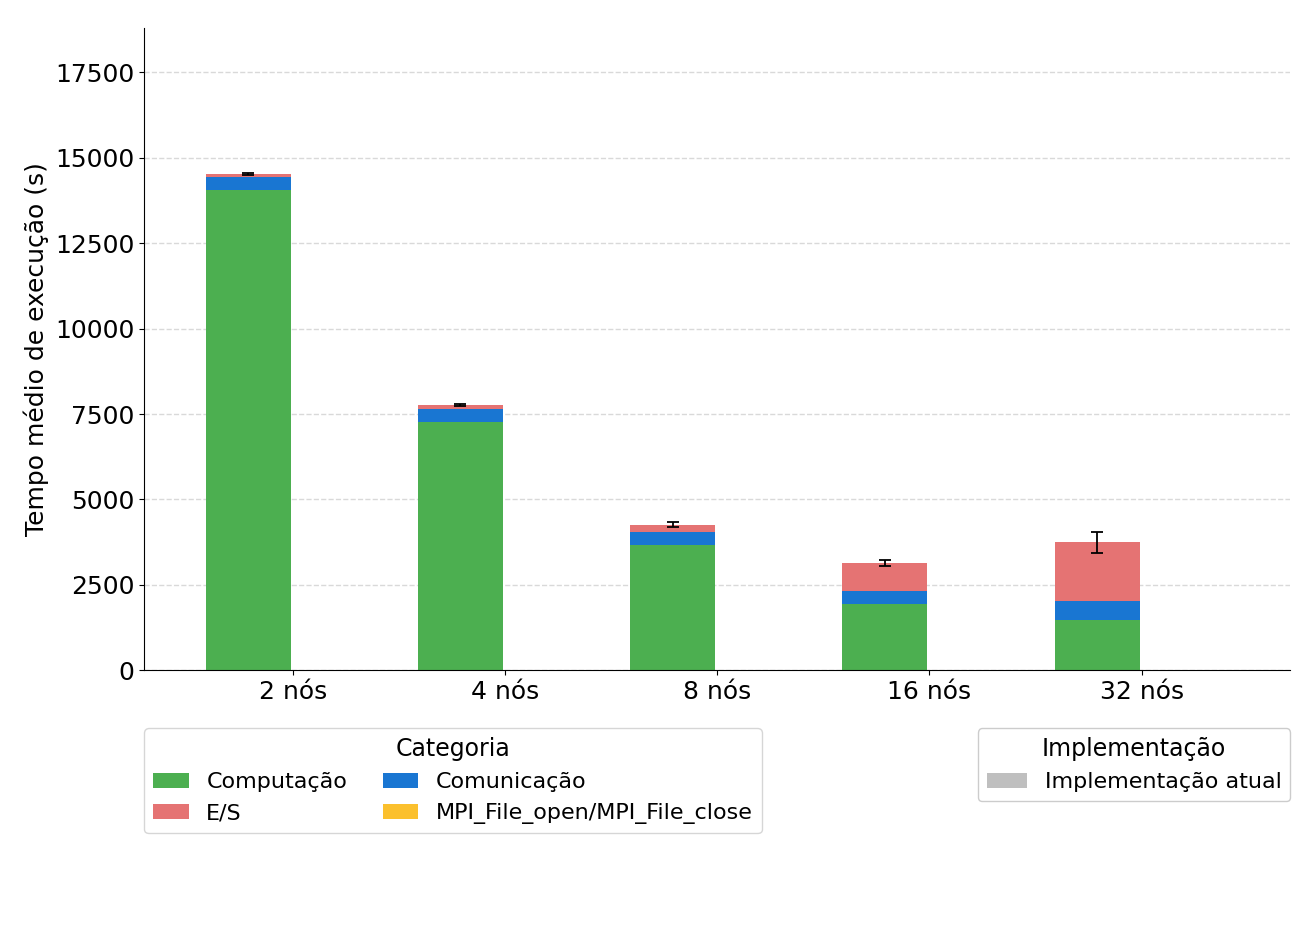 Tempo médio de execução (s)
17500
15000
12500
10000
7500
5000
2500
0
2 nós
4 nós
8 nós
16 nós
32 nós
Categoria
Computação
Comunicação
E/S
MPI_File_open/MPI_File_close
Implementação
Implementação atual